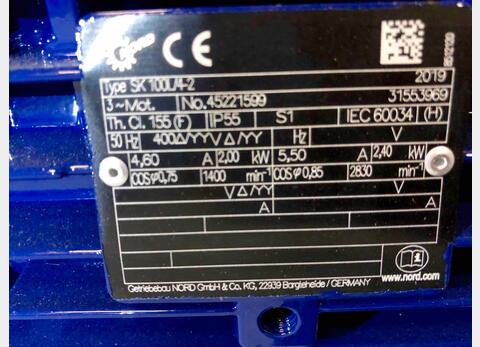 NORD CE
Type SK 100L/4-2 2019
3~Mot. No. 45221599 31553969
Th. Cl. 155 (F) IP55 S1 IEC 60034 (H)
50 Hz 400Δ/YYV Δ/YY Hz V
4,60 A 2,00 kW 5,50 A 2,40 kW
COS φ 0,75 1400 min⁻¹ COS φ 0,85 2830 min⁻¹
V Δ/YY V
A A
www.nord.com
Getriebebau NORD GmbH & Co. KG, 22939 Bargteheide / GERMANY